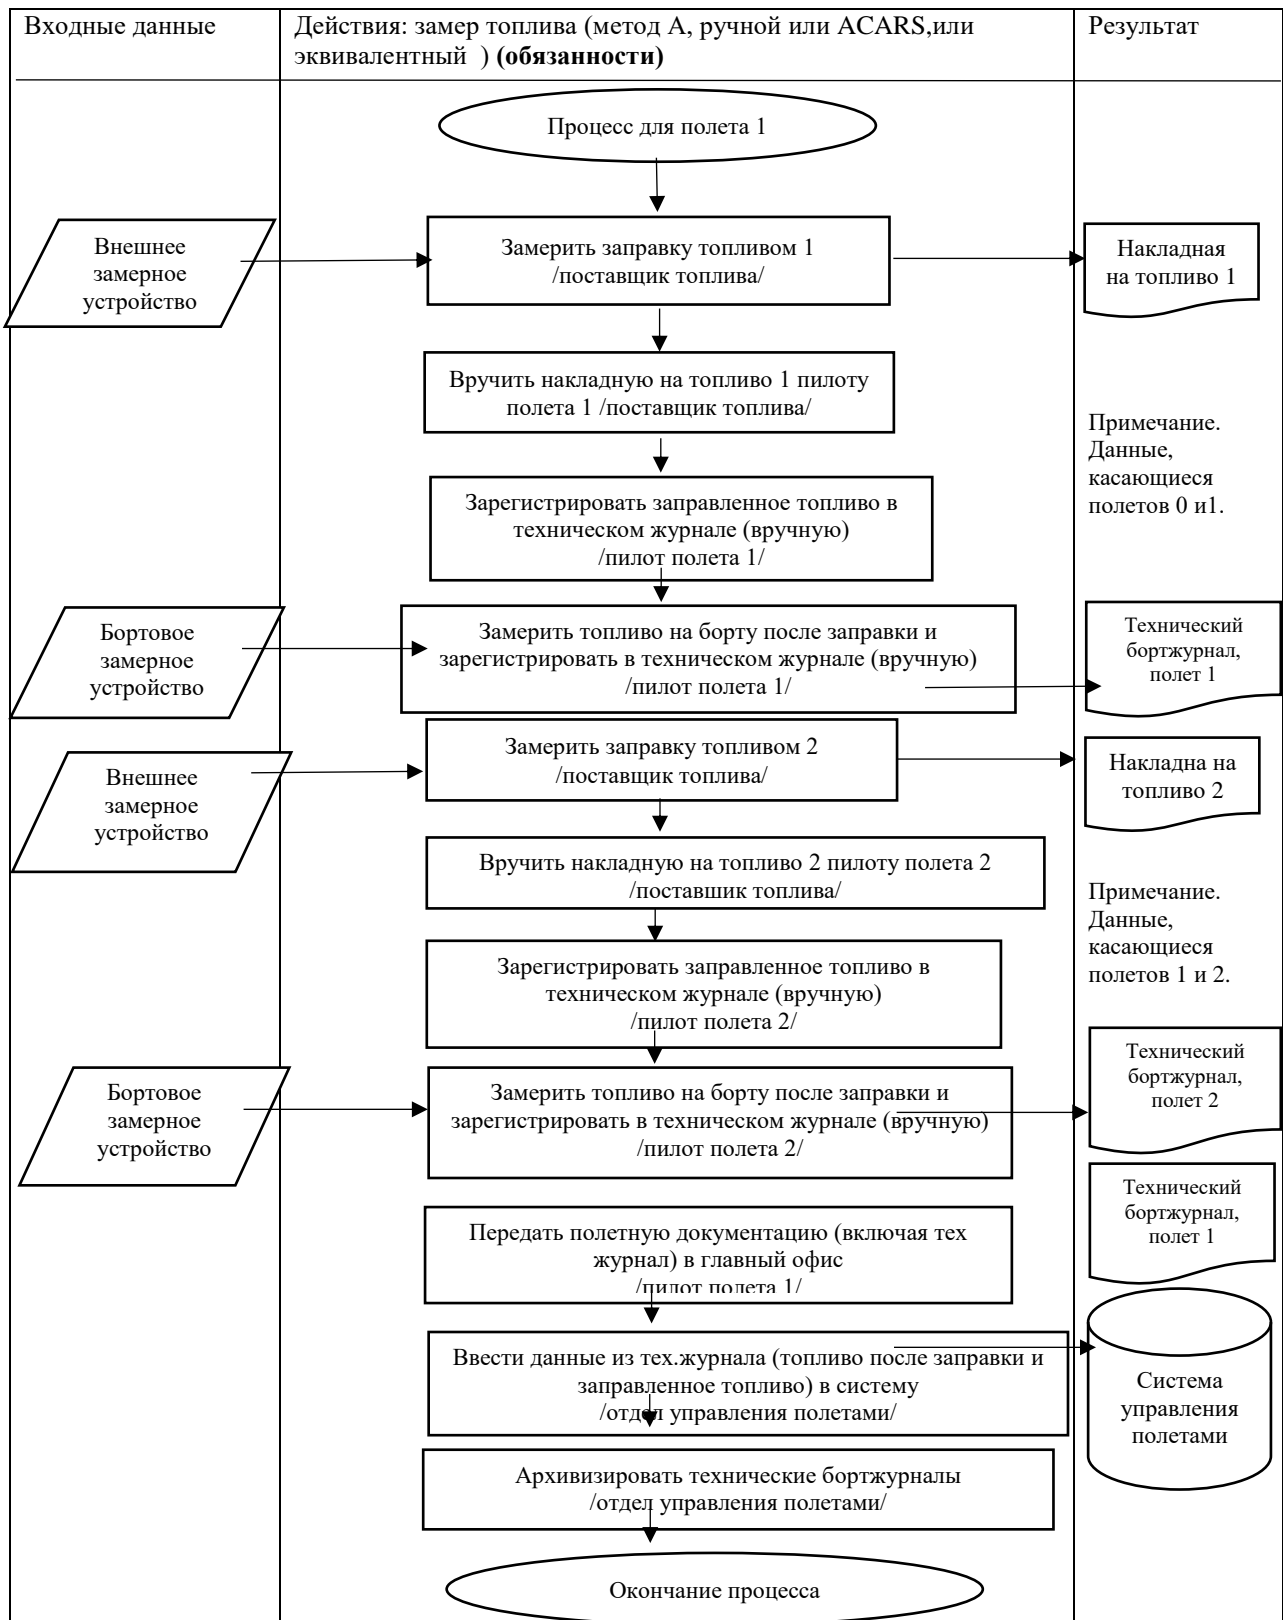 Входные данные
Действия: замер топлива (метод А, ручной или ACARS,или
эквивалентный ) (обязанности)
Результат
Процесс для полета 1
Внешнее
замерное
устройство
Замерить заправку топливом 1
/поставщик топлива/
Накладная
на топливо 1
Вручить накладную на топливо 1 пилоту
полета 1 /поставщик топлива/
Примечание.
Данные,
касающиеся
полетов 0 и1.
Зарегистрировать заправленное топливо в
техническом журнале (вручную)
/пилот полета 1/
Бортовое
замерное
устройство
Замерить топливо на борту после заправки и
зарегистрировать в техническом журнале (вручную)
/пилот полета 1/
Технический
бортжурнал,
полет 1
Внешнее
замерное
устройство
Замерить заправку топливом 2
/поставщик топлива/
Накладна на
топливо 2
Вручить накладную на топливо 2 пилоту полета 2
/поставшик топлива/
Примечание.
Данные,
касающиеся
полетов 1 и 2.
Зарегистрировать заправленное топливо в
техническом журнале (вручную)
/пилот полета 2/
Бортовое
замерное
устройство
Замерить топливо на борту после заправки и
зарегистрировать в техническом журнале (вручную)
/пилот полета 2/
Технический
бортжурнал,
полет 2
Передать полетную документацию (включая тех
журнал) в главный офис
/пилот полета 1/
Технический
бортжурнал,
полет 1
Ввести данные из тех.журнала (топливо после заправки и
заправленное топливо) в систему
/отдел управления полетами/
Система
управления
полетами
Архивизировать технические бортжурналы
/отдел управления полетами/
Окончание процесса